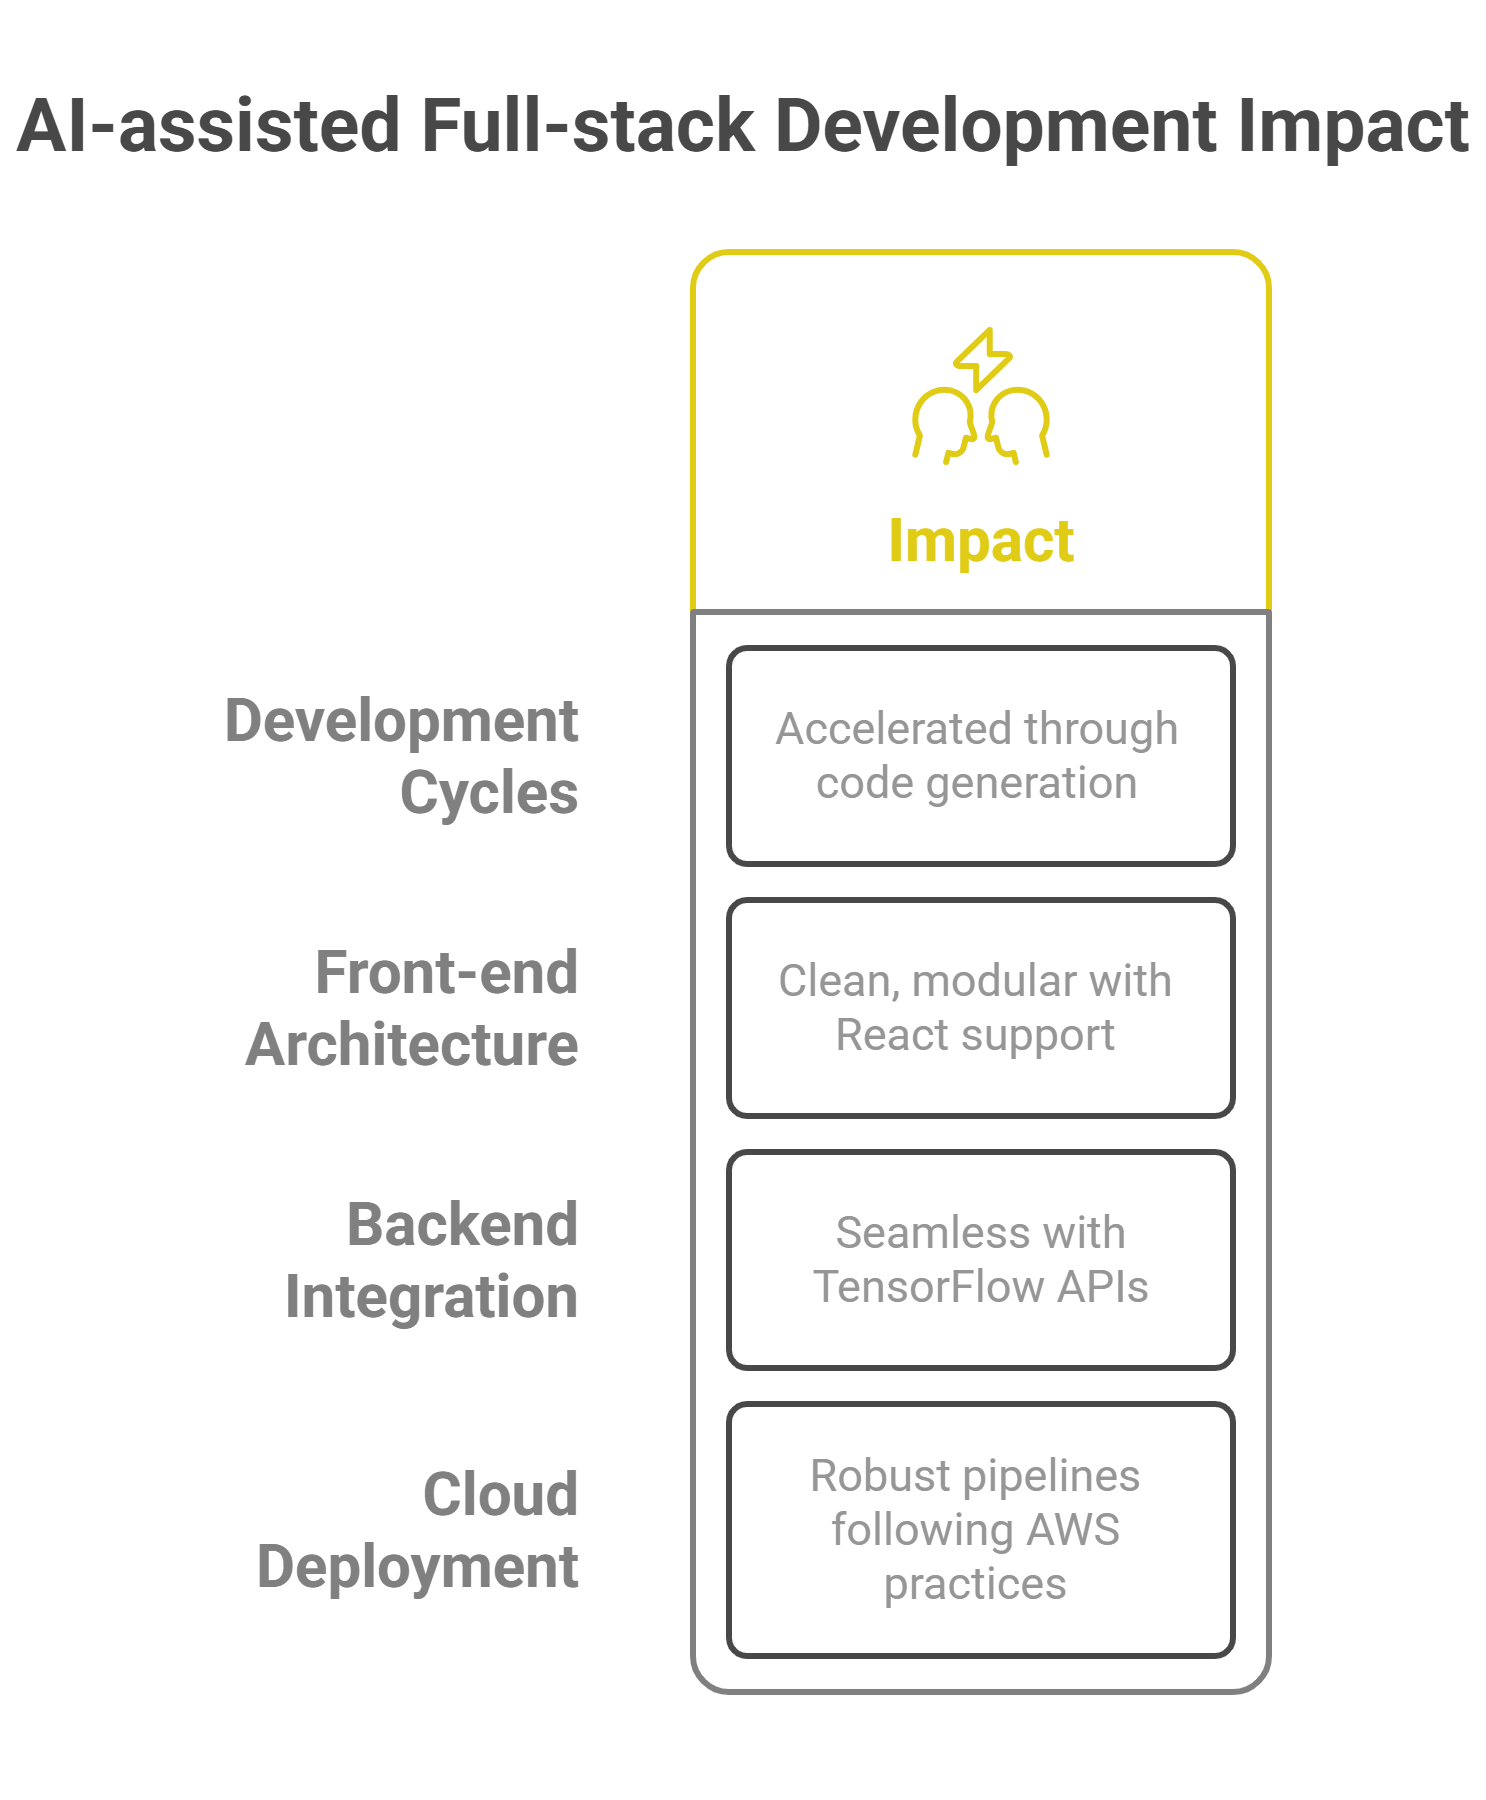 AI-assisted Full-stack Development Impact
Impact
Development
Cycles
Accelerated through
code generation
Front-end
Architecture
Clean, modular with
React support
Backend
Integration
Seamless with
TensorFlow APIs
Cloud
Deployment
Robust pipelines
following AWS
practices